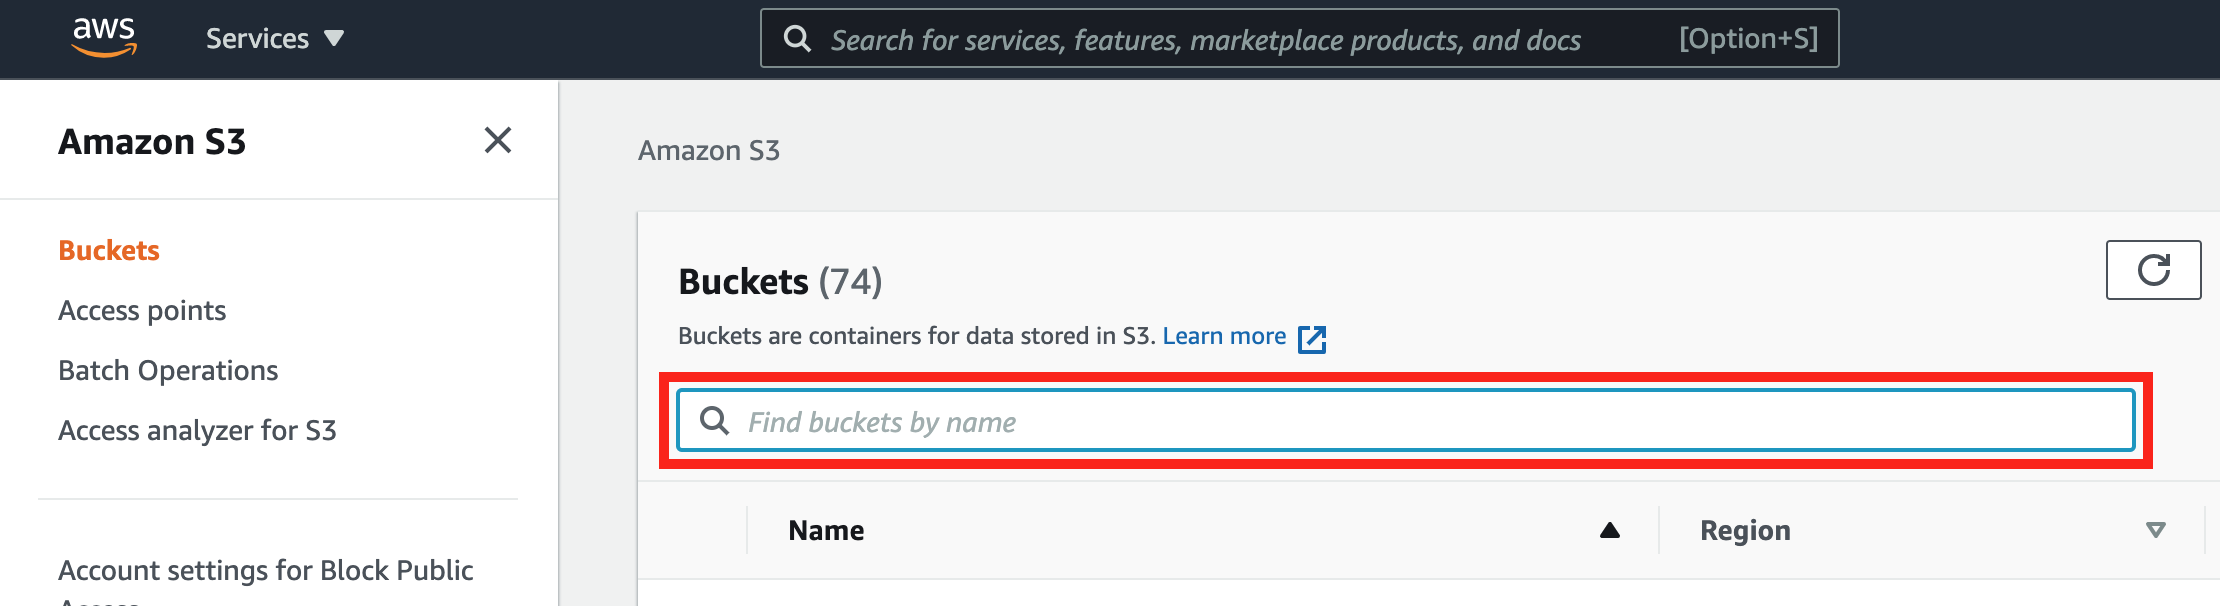 aws
Services
Search for services, features, marketplace products, and docs
[Option+S]
Amazon S3
Buckets
Access points
Batch Operations
Access analyzer for S3
Account settings for Block Public
Access
Amazon S3
Buckets (74)
Buckets are containers for data stored in S3. Learn more
Find buckets by name
Name
Region